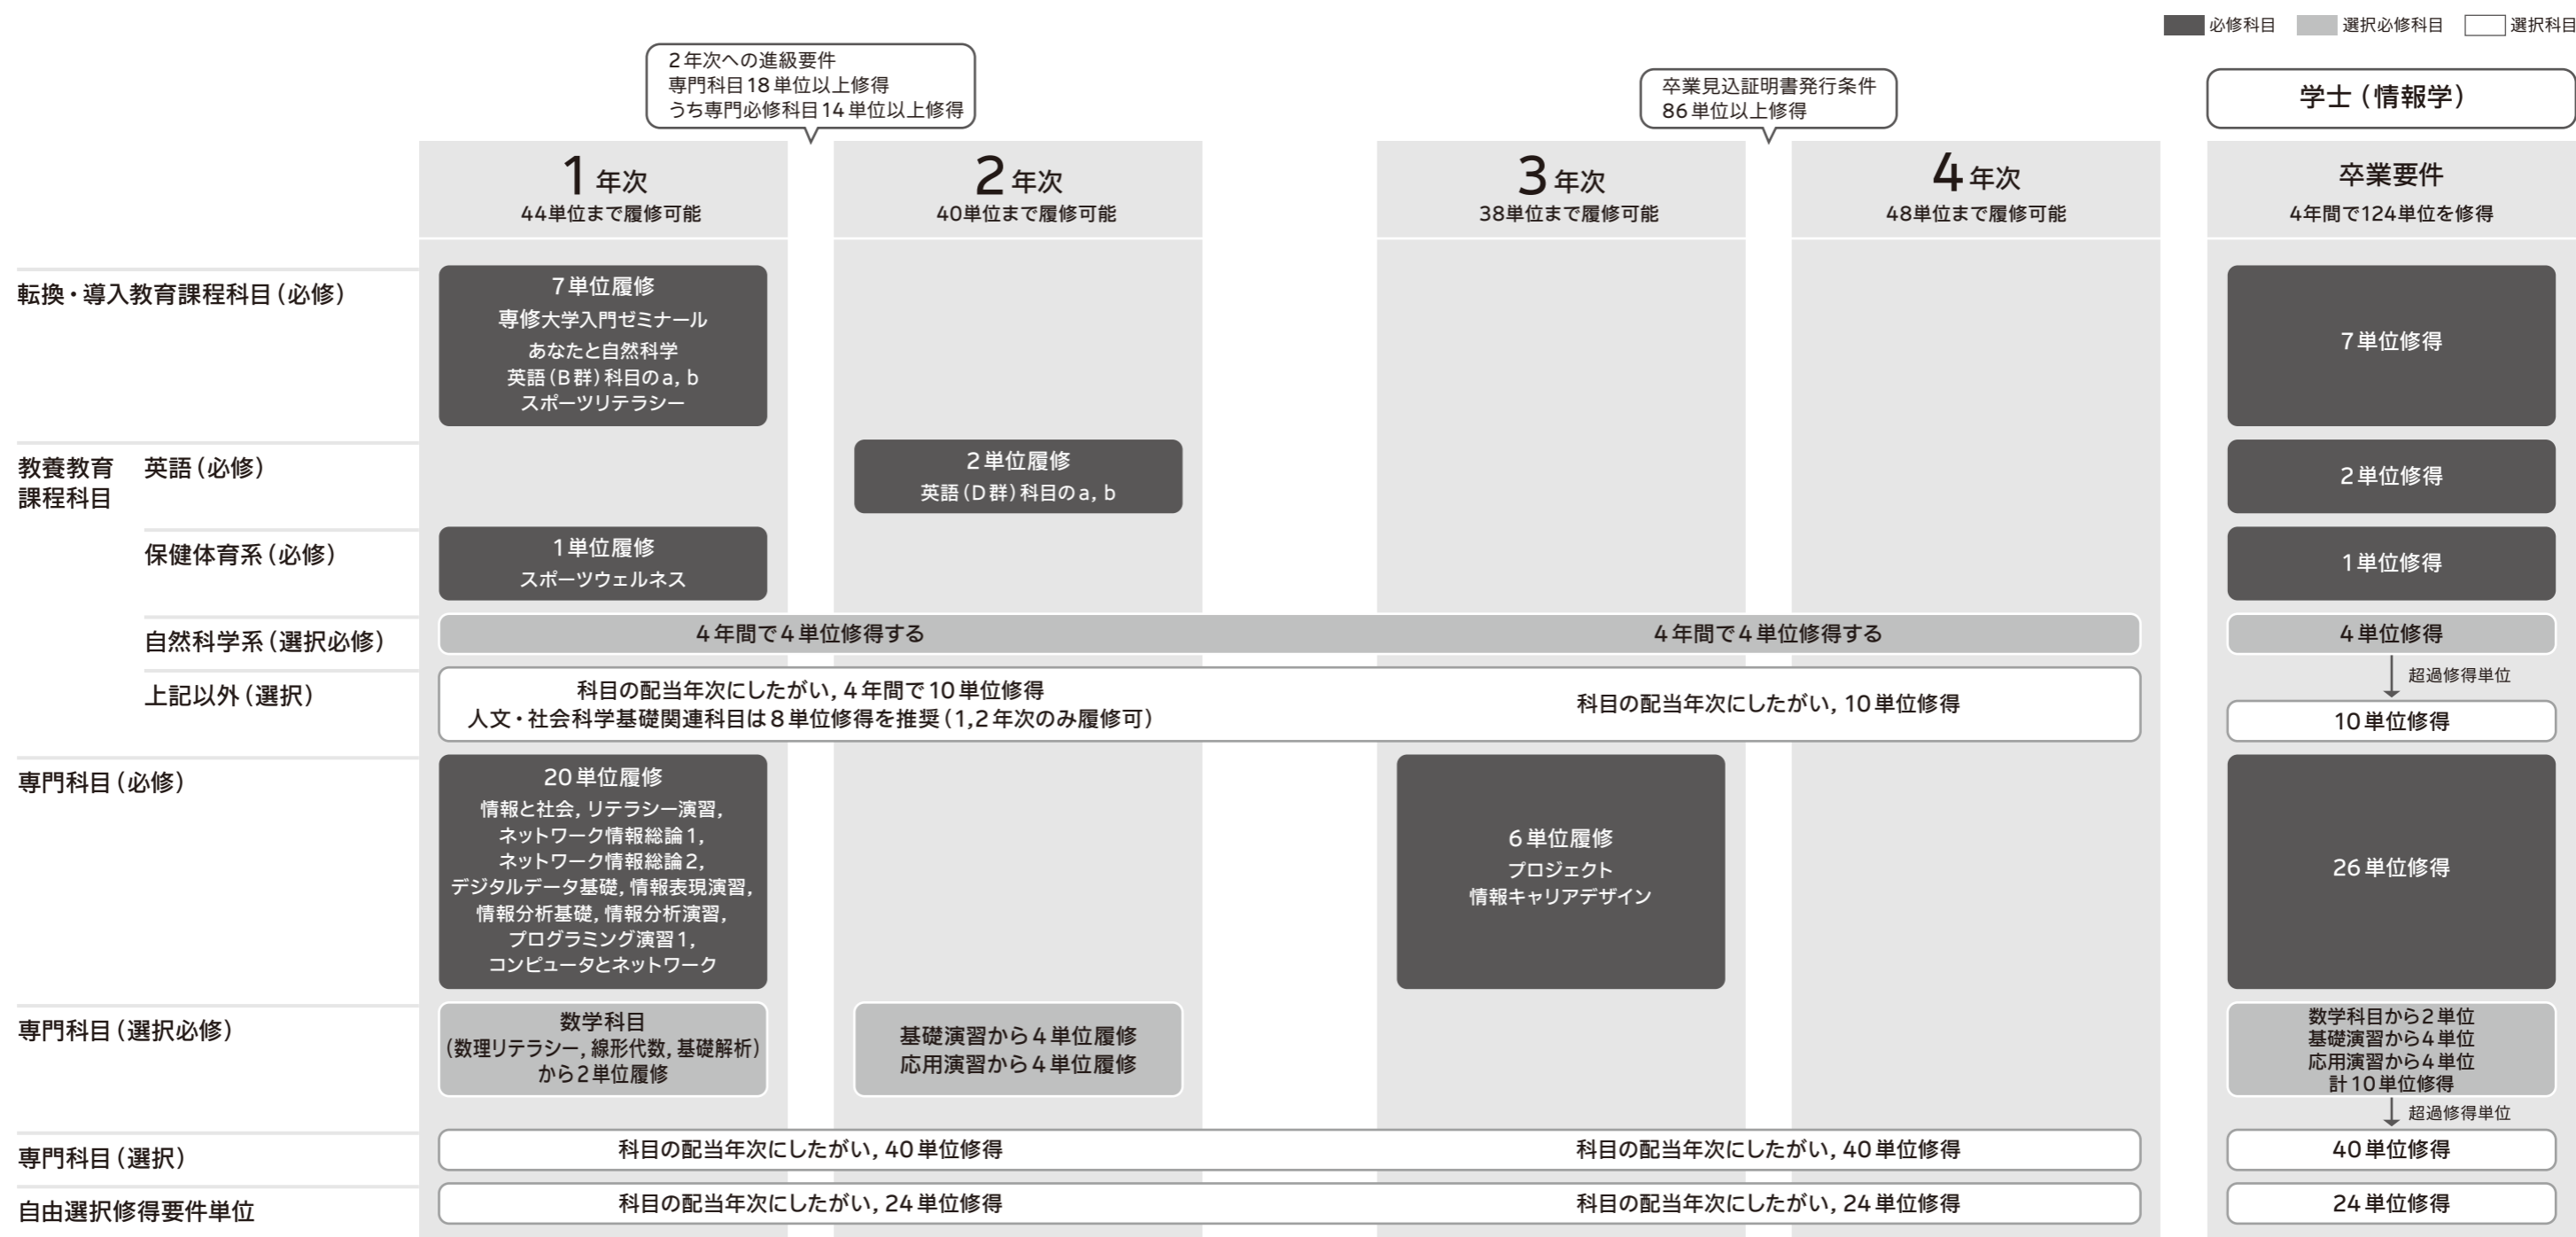 必修科目 選択必修科目 選択科目
2年次への進級要件
専門科目18単位以上修得
うち専門必修科目14単位以上修得
卒業見込証明書発行条件
86単位以上修得
学士（情報学）
1年次
44単位まで履修可能
2年次
40単位まで履修可能
3年次
38単位まで履修可能
4年次
48単位まで履修可能
卒業要件
4年間で124単位を修得
転換・導入教育課程科目（必修）
7単位履修
専修大学入門ゼミナール
あなたと自然科学
英語（B群）科目のa, b
スポーツリテラシー
7単位修得
教養教育
課程科目
英語（必修）
2単位履修
英語（D群）科目のa, b
2単位修得
保健体育系（必修）
1単位履修
スポーツウェルネス
1単位修得
自然科学系（選択必修）
4年間で4単位修得する
4年間で4単位修得する
4単位修得
超過修得単位
上記以外（選択）
科目の配当年次にしたがい, 4年間で10単位修得
人文・社会科学基礎関連科目は8単位修得を推奨（1,2年次のみ履修可）
科目の配当年次にしたがい, 10単位修得
10単位修得
専門科目（必修）
20単位履修
情報と社会, リテラシー演習,
ネットワーク情報総論1,
ネットワーク情報総論2,
デジタルデータ基礎, 情報表現演習,
情報分析基礎, 情報分析演習,
プログラミング演習1,
コンピュータとネットワーク
6単位履修
プロジェクト
情報キャリアデザイン
26単位修得
専門科目（選択必修）
数学科目
（数理リテラシー, 線形代数, 基礎解析）
から2単位履修
基礎演習から4単位履修
応用演習から4単位履修
数学科目から2単位
基礎演習から4単位
応用演習から4単位
計10単位修得
超過修得単位
専門科目（選択）
科目の配当年次にしたがい, 40単位修得
科目の配当年次にしたがい, 40単位修得
40単位修得
自由選択修得要件単位
科目の配当年次にしたがい, 24単位修得
科目の配当年次にしたがい, 24単位修得
24単位修得